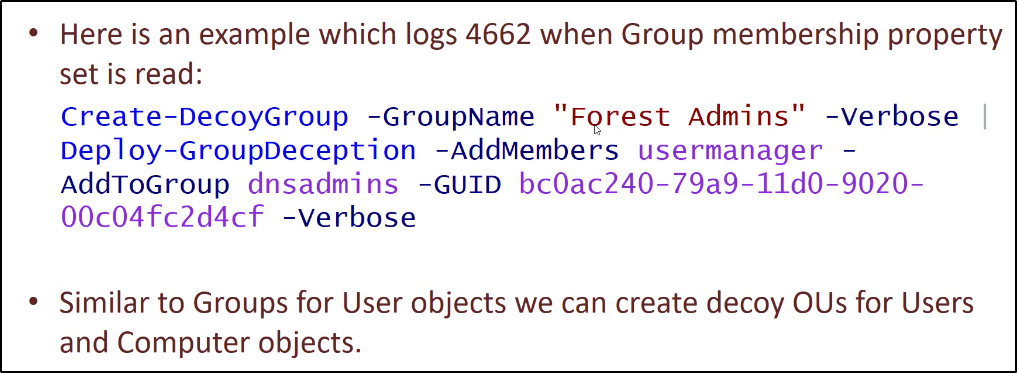 • Here is an example which logs 4662 when Group membership property
set is read:
Create-DecoyGroup -GroupName "Forest Admins" -Verbose |
Deploy-GroupDeception -AddMembers usermanager -
AddToGroup dnsadmins -GUID bc0ac240-79a9-11d0-9020-
00c04fc2d4cf -Verbose
• Similar to Groups for User objects we can create decoy OUs for Users
and Computer objects.